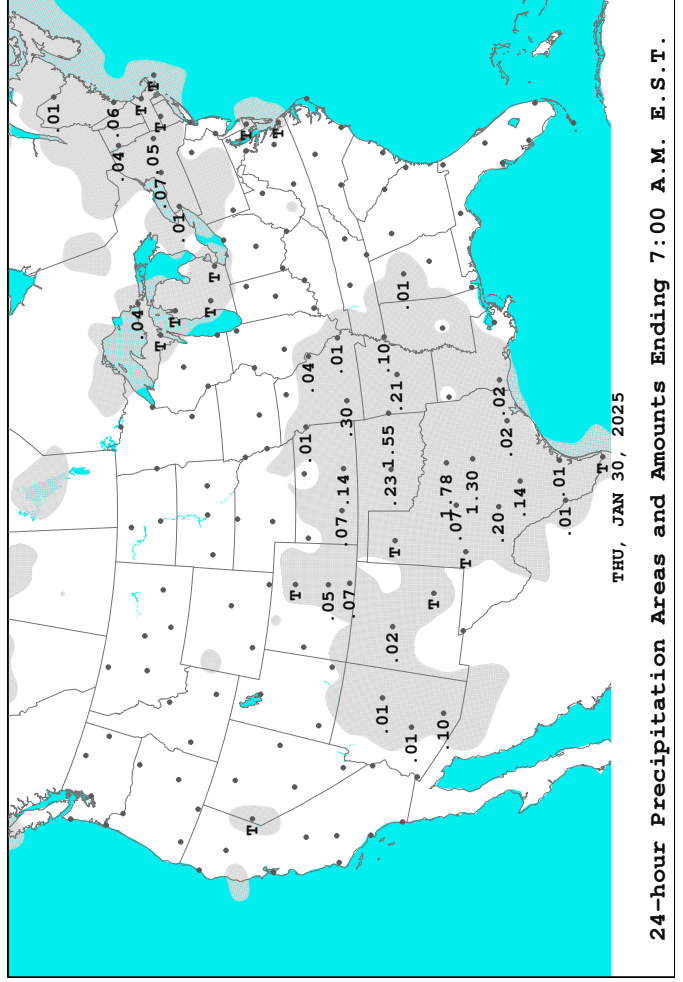 .01
.06
.04
.04
T
.05
T
T
.07
T
T
.01
T
T
T
T
T
T
.01
.04
.05
.01
.07
.14
.30
.07
.01
.10
.23
1.55
.02
T
.21
.01
.01
T
.10
1.78
.07
T
1.30
.20
.02
.02
.14
.01
.01
T
THU, JAN 30, 2025
24-hour Precipitation Areas and Amounts Ending 7:00 A.M. E.S.T.